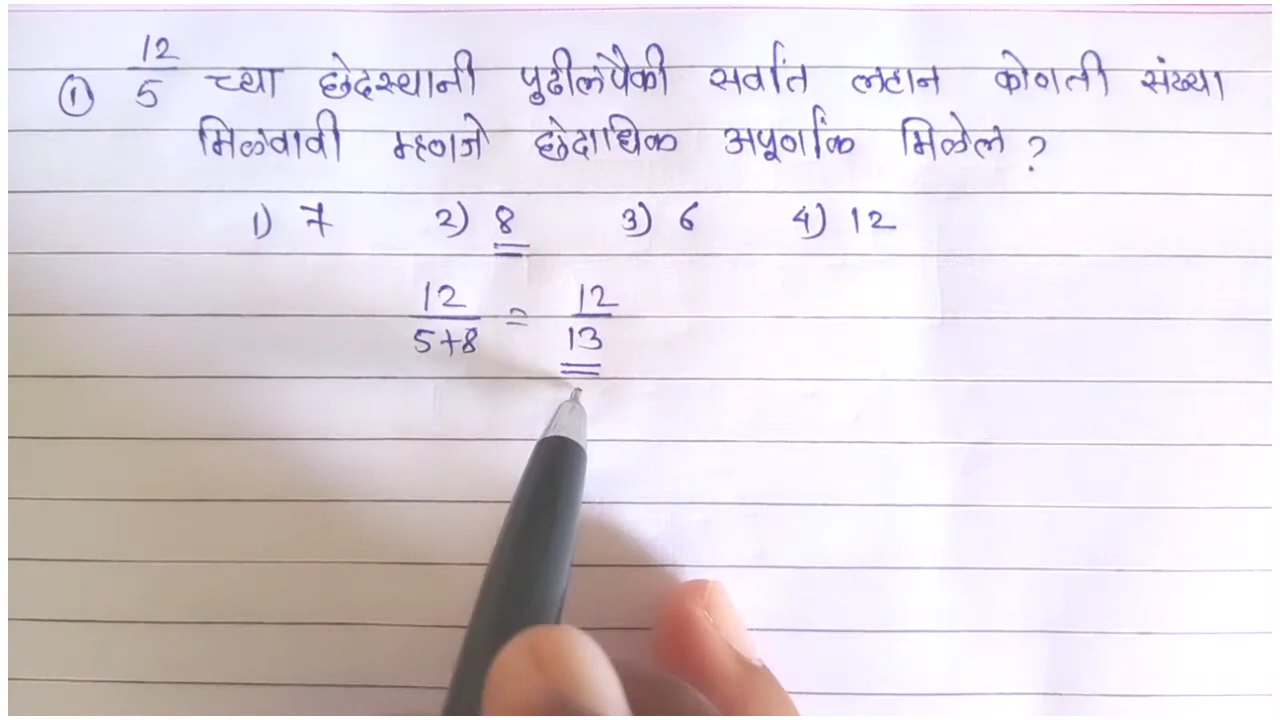 ① 12/5 च्या छेदस्थानी पुढीलपैकी सर्वात लहान कोणती संख्या
मिळवावी म्हणजे छेदाधिक अपूर्णांक मिळेल ?
1) 7 2) 8 3) 6 4) 12
12/5+8 = 12/13